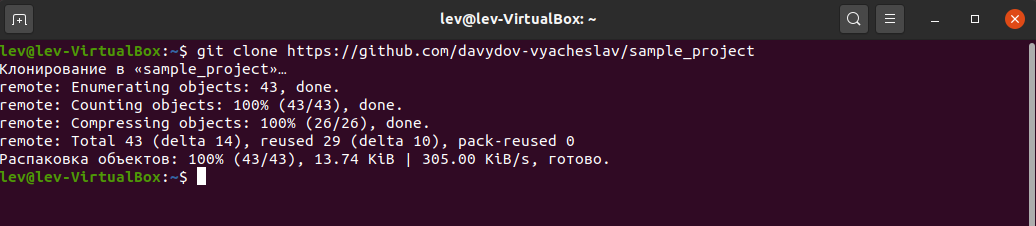 lev@lev-VirtualBox: ~
lev@lev-VirtualBox:~$ git clone https://github.com/davydov-vyacheslav/sample_project
Клонирование в «sample_project»…
remote: Enumerating objects: 43, done.
remote: Counting objects: 100% (43/43), done.
remote: Compressing objects: 100% (26/26), done.
remote: Total 43 (delta 14), reused 29 (delta 10), pack-reused 0
Распаковка объектов: 100% (43/43), 13.74 KiB | 305.00 KiB/s, готово.
lev@lev-VirtualBox:~$